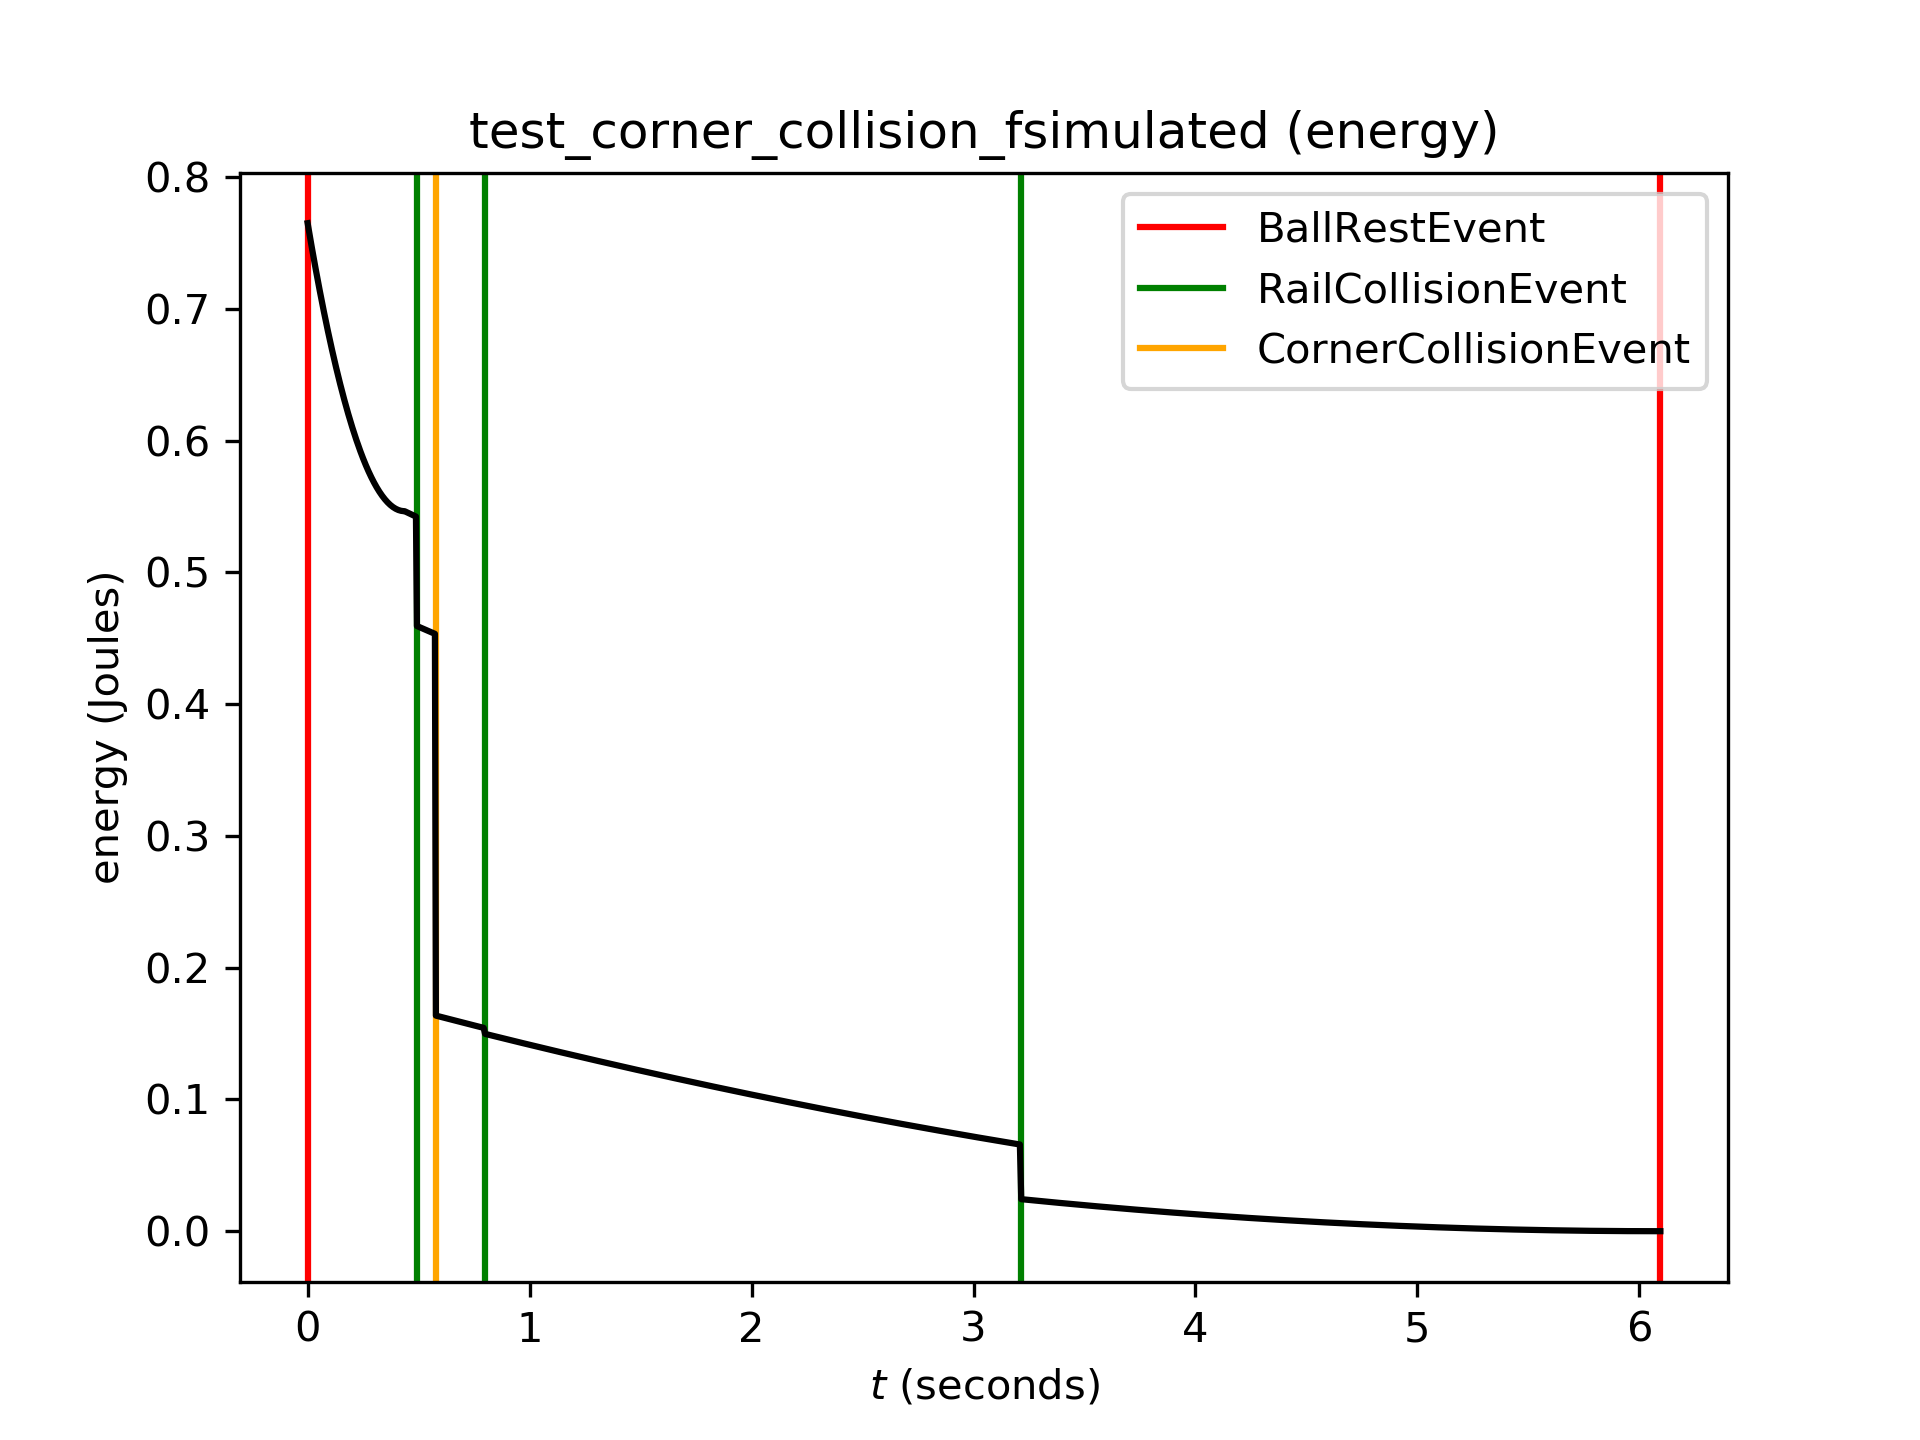 test_corner_collision_fsimulated (energy)
BallRestEvent
RailCollisionEvent
CornerCollisionEvent
energy (Joules)
0.8
0.7
0.6
0.5
0.4
0.3
0.2
0.1
0.0
0 1 2 3 4 5 6
t (seconds)